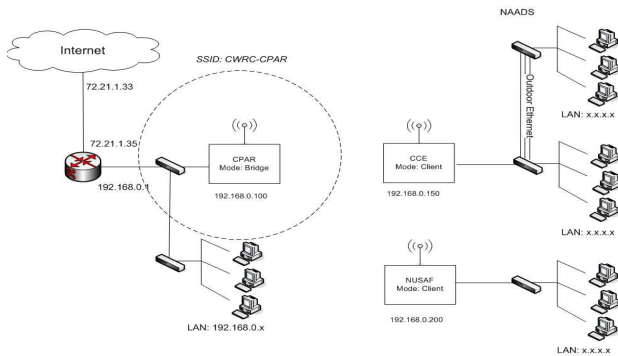 NAADS
Internet
SSID: CWRC-CPAR
72.21.1.33
Outdoor Ethernet
LAN: x.x.x.x
72.21.1.35
192.168.0.1
CPAR
Mode: Bridge
192.168.0.100
CCE
Mode: Client
192.168.0.150
LAN: x.x.x.x
NUSAF
Mode: Client
192.168.0.200
LAN: 192.168.0.x
LAN: x.x.x.x